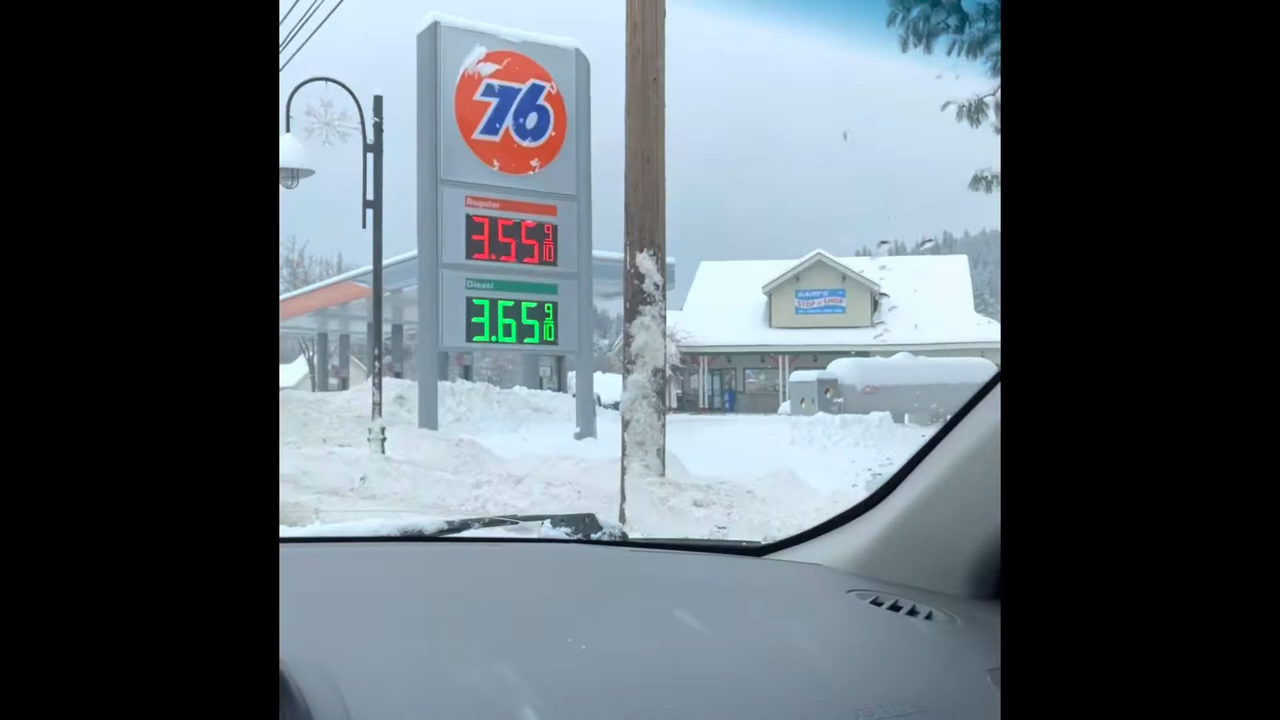 76
Regular
3.55 9/10
Diesel
3.65 9/10
STOP & SHOP